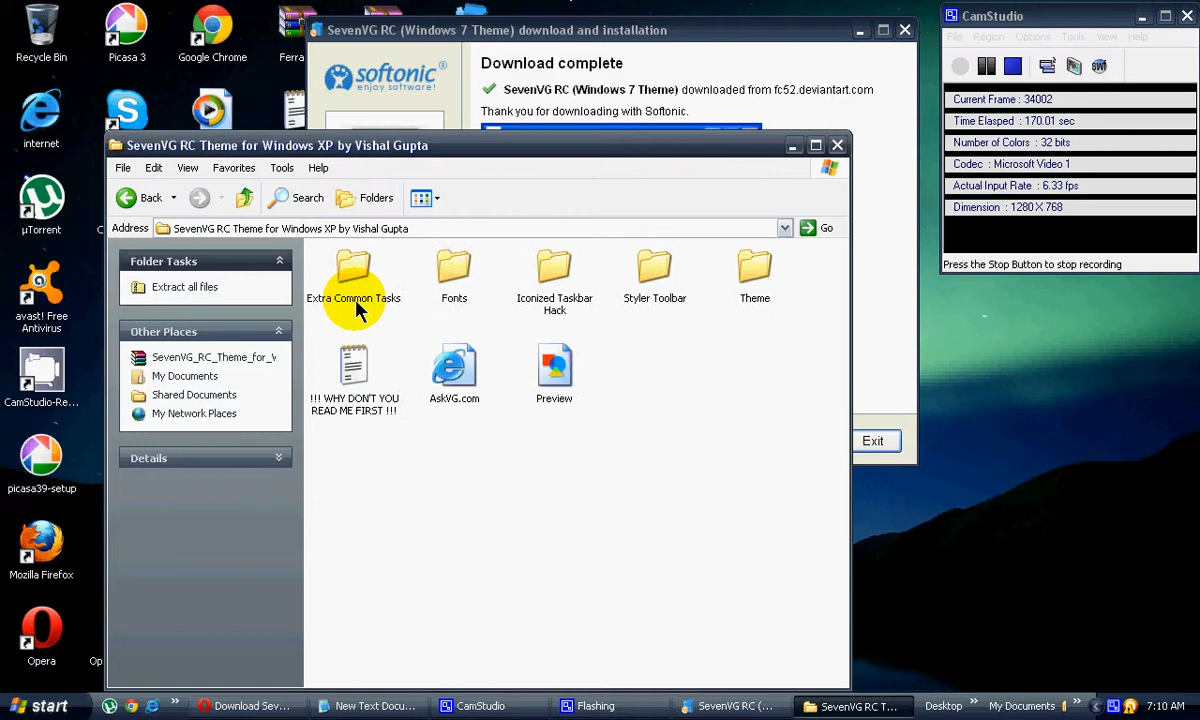 Recycle Bin
Picasa 3
Google Chrome
Ferra
internet
µTorrent
avast! Free
Antivirus
CamStudio-Re...
picasa39-setup
Mozilla Firefox
Opera
Op
SevenVG RC (Windows 7 Theme) download and installation
softonic
enjoy software!
Download complete
SevenVG RC (Windows 7 Theme) downloaded from fc52.deviantart.com
Thank you for downloading with Softonic.
Exit
SevenVG RC Theme for Windows XP by Vishal Gupta
File Edit View Favorites Tools Help
Back Search Folders
Address SevenVG RC Theme for Windows XP by Vishal Gupta Go
Folder Tasks
Extract all files
Other Places
SevenVG_RC_Theme_for_V
My Documents
Shared Documents
My Network Places
Details
Extra Common Tasks
Fonts
Iconized Taskbar
Hack
Styler Toolbar
Theme
!!! WHY DON'T YOU
READ ME FIRST !!!
AskVG.com
Preview
CamStudio
File Region Options Tools View Help
SWF
Current Frame : 34002
Time Elasped : 170.01 sec
Number of Colors : 32 bits
Codec : Microsoft Video 1
Actual Input Rate : 6.33 fps
Dimension : 1280 X 768
Press the Stop Button to stop recording
start
Download Sev...
New Text Docu...
CamStudio
Flashing
SevenVG RC (...
SevenVG RC T...
Desktop
My Documents
7:10 AM